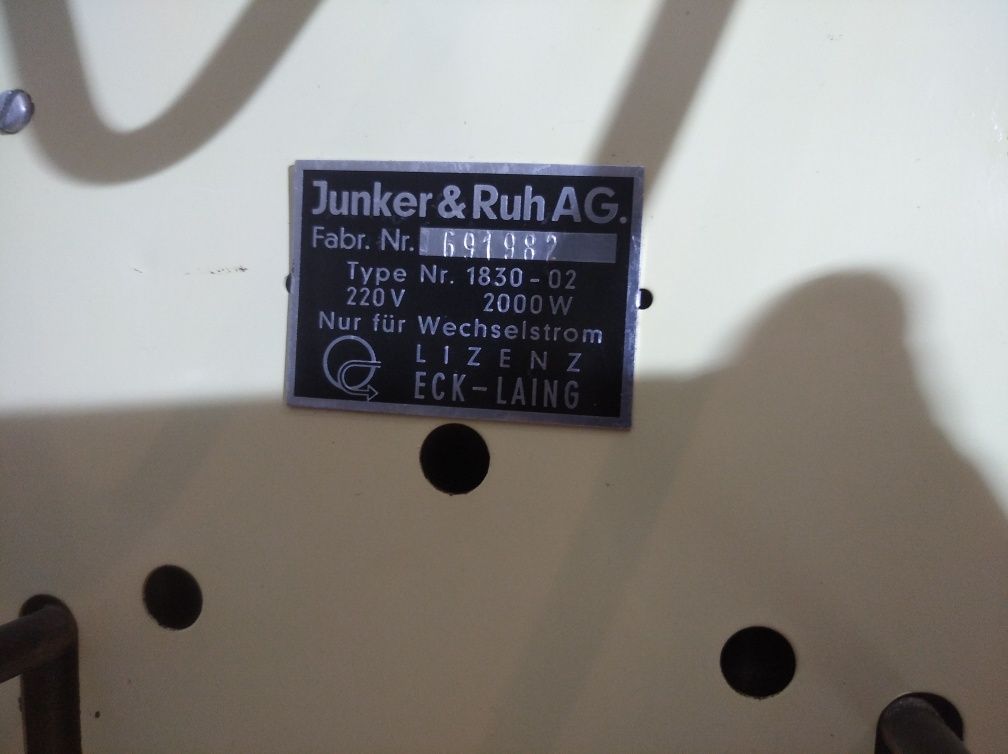 Junker & Ruh AG.
Fabr. Nr. 691982
Type Nr. 1830-02
220V 2000W
Nur für Wechselstrom
LIZENZ
ECK-LAING